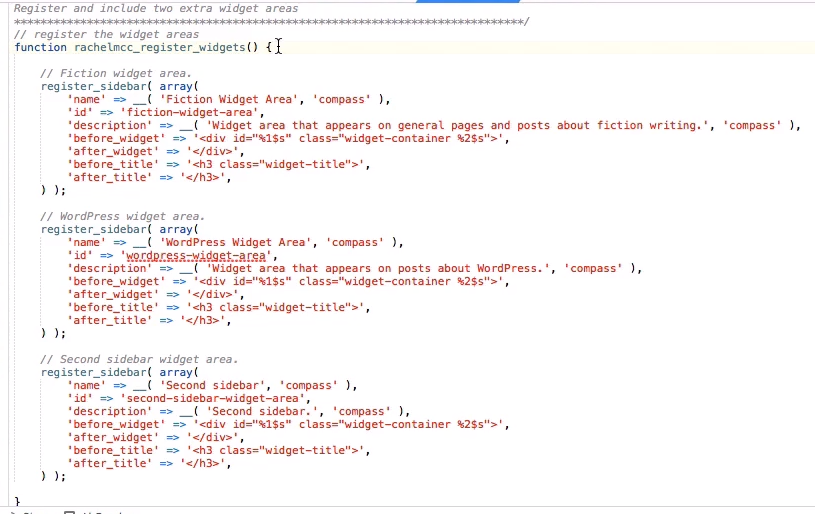 Register and include two extra widget areas
******************************************************************************/
// register the widget areas
function rachelmcc_register_widgets() {
// Fiction widget area.
register_sidebar( array(
'name' => __( 'Fiction Widget Area', 'compass' ),
'id' => 'fiction-widget-area',
'description' => __( 'Widget area that appears on general pages and posts about fiction writing.', 'compass' ),
'before_widget' => '<div id="%1$s" class="widget-container %2$s">',
'after_widget' => '</div>',
'before_title' => '<h3 class="widget-title">',
'after_title' => '</h3>',
) );
// WordPress widget area.
register_sidebar( array(
'name' => __( 'WordPress Widget Area', 'compass' ),
'id' => 'wordpress-widget-area',
'description' => __( 'Widget area that appears on posts about WordPress.', 'compass' ),
'before_widget' => '<div id="%1$s" class="widget-container %2$s">',
'after_widget' => '</div>',
'before_title' => '<h3 class="widget-title">',
'after_title' => '</h3>',
) );
// Second sidebar widget area.
register_sidebar( array(
'name' => __( 'Second sidebar', 'compass' ),
'id' => 'second-sidebar-widget-area',
'description' => __( 'Second sidebar.', 'compass' ),
'before_widget' => '<div id="%1$s" class="widget-container %2$s">',
'after_widget' => '</div>',
'before_title' => '<h3 class="widget-title">',
'after_title' => '</h3>',
) );
}